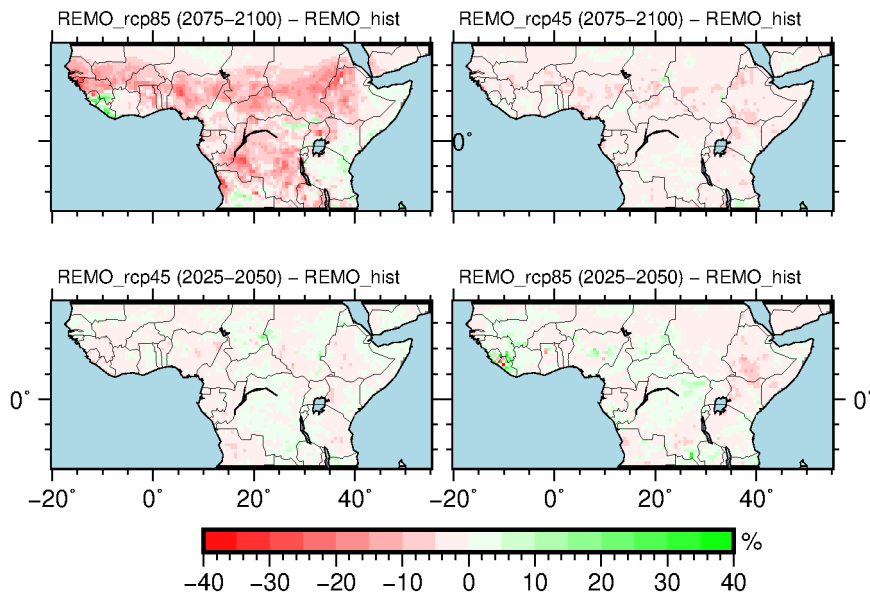 REMO_rcp85 (2075−2100) − REMO_hist
REMO_rcp45 (2075−2100) − REMO_hist
0°
REMO_rcp45 (2025−2050) − REMO_hist
REMO_rcp85 (2025−2050) − REMO_hist
0°
0°
−20° 0° 20° 40°
−20° 0° 20° 40°
%
−40 −30 −20 −10 0 10 20 30 40